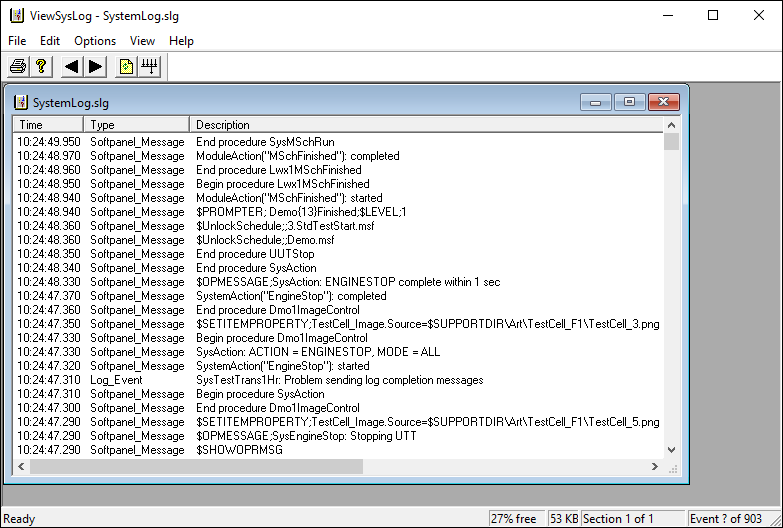 ViewSysLog - SystemLog.slg
File Edit Options View Help
SystemLog.slg
Time Type Description
10:24:49.950 Softpanel_Message End procedure SysMSchRun
10:24:48.970 Softpanel_Message ModuleAction("MSchFinished"): completed
10:24:48.960 Softpanel_Message End procedure Lwx1MSchFinished
10:24:48.950 Softpanel_Message Begin procedure Lwx1MSchFinished
10:24:48.940 Softpanel_Message ModuleAction("MSchFinished"): started
10:24:48.940 Softpanel_Message $PROMPTER; Demo{13}Finished;$LEVEL;1
10:24:48.360 Softpanel_Message $UnlockSchedule;;3.StdTestStart.msf
10:24:48.360 Softpanel_Message $UnlockSchedule;;Demo.msf
10:24:48.350 Softpanel_Message End procedure UUTStop
10:24:48.340 Softpanel_Message End procedure SysAction
10:24:48.330 Softpanel_Message $OPMESSAGE;SysAction: ENGINESTOP complete within 1 sec
10:24:47.370 Softpanel_Message SystemAction("EngineStop"): completed
10:24:47.360 Softpanel_Message End procedure Dmo1ImageControl
10:24:47.350 Softpanel_Message $SETITEMPROPERTY;TestCell_Image.Source=$SUPPORTDIR\Art\TestCell_F1\TestCell_3.png
10:24:47.330 Softpanel_Message Begin procedure Dmo1ImageControl
10:24:47.330 Softpanel_Message SysAction: ACTION = ENGINESTOP, MODE = ALL
10:24:47.320 Softpanel_Message SystemAction("EngineStop"): started
10:24:47.310 Log_Event SysTestTrans1Hr: Problem sending log completion messages
10:24:47.310 Softpanel_Message Begin procedure SysAction
10:24:47.300 Softpanel_Message End procedure Dmo1ImageControl
10:24:47.290 Softpanel_Message $SETITEMPROPERTY;TestCell_Image.Source=$SUPPORTDIR\Art\TestCell_F1\TestCell_5.png
10:24:47.290 Softpanel_Message $OPMESSAGE;SysEngineStop: Stopping UTT
10:24:47.290 Softpanel_Message $SHOWOPRMSG
Ready 27% free 53 KB Section 1 of 1 Event ? of 903